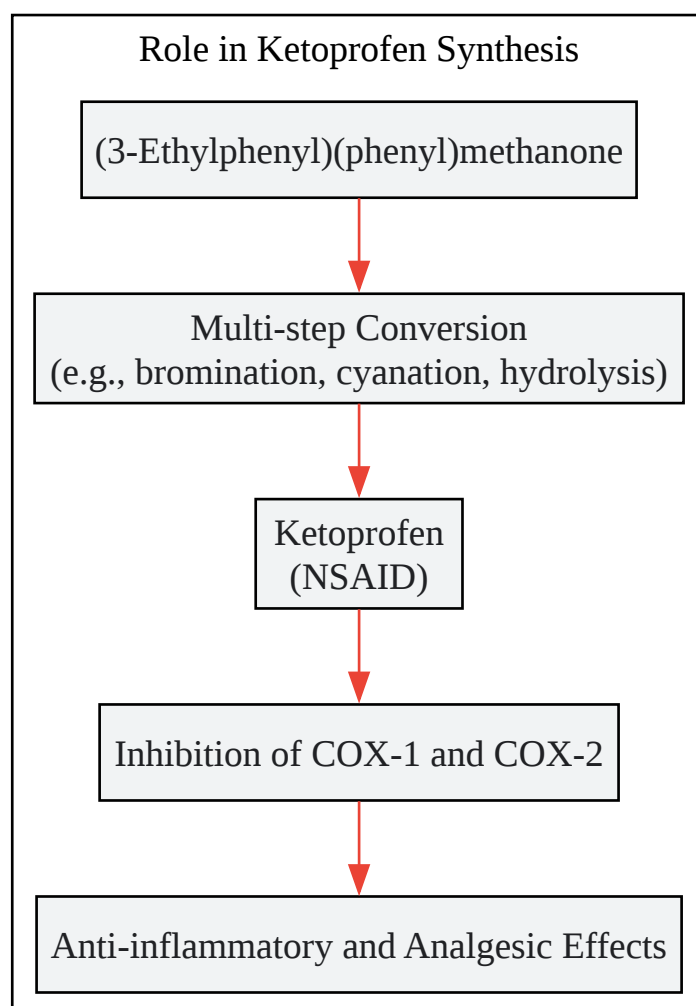 Role in Ketoprofen Synthesis
(3-Ethylphenyl)(phenyl)methanone
Multi-step Conversion
(e.g., bromination, cyanation, hydrolysis)
Ketoprofen
(NSAID)
Inhibition of COX-1 and COX-2
Anti-inflammatory and Analgesic Effects